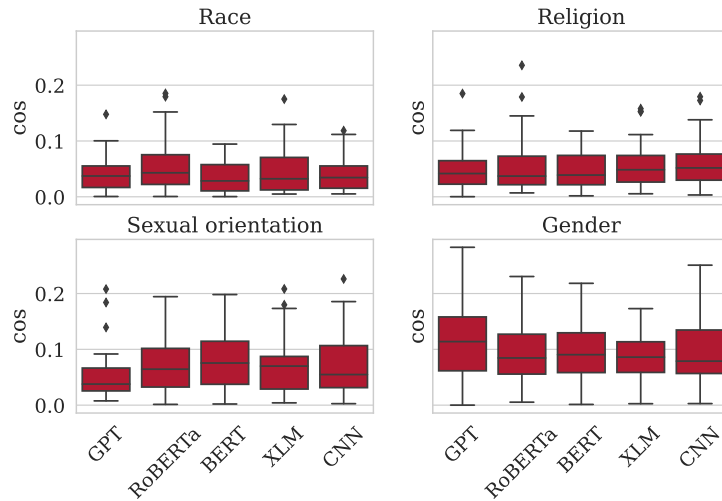 Race
Religion
cos
0.2
0.1
0.0
cos
Sexual orientation
Gender
cos
0.2
0.1
0.0
cos
GPT
RoBERTa
BERT
XLM
CNN
GPT
RoBERTa
BERT
XLM
CNN